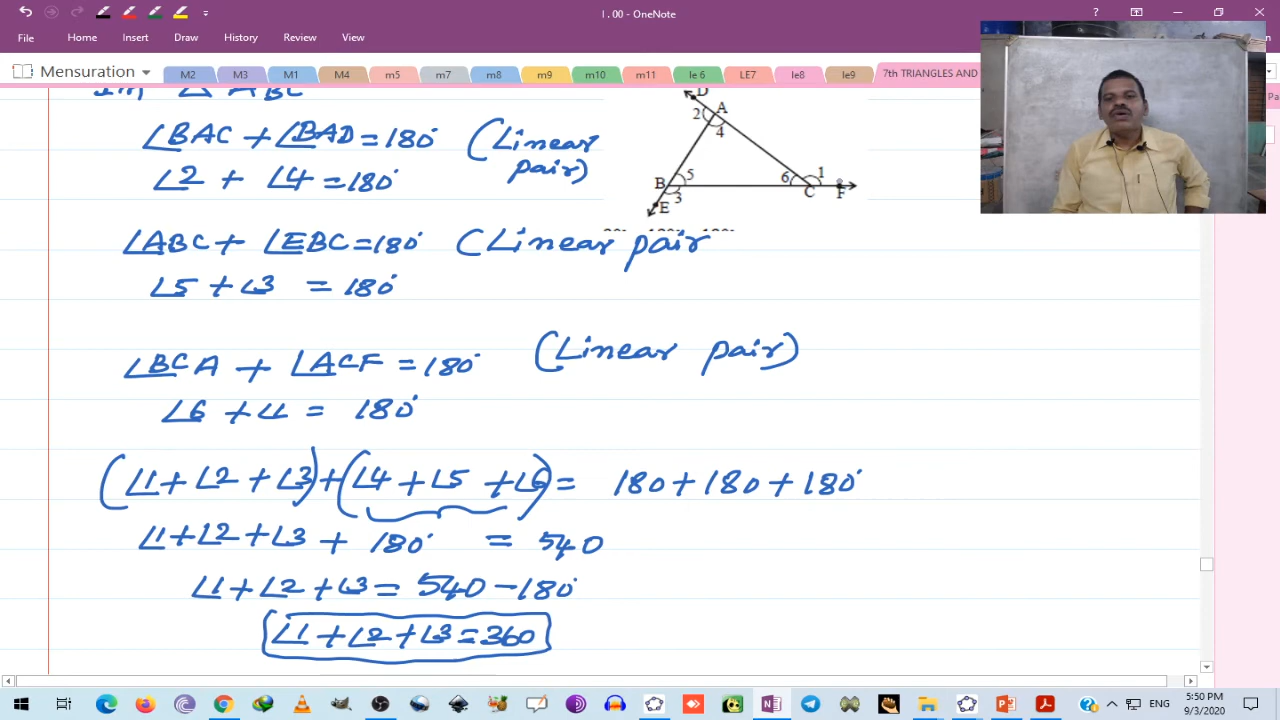 1.00 - OneNote
File Home Insert Draw History Review View
Mensuration M2 M3 M1 M4 m5 m7 m8 m9 m10 m11 le 6 LE7 le8 le9 7th TRIANGLES AND
∠BAC + ∠BAD = 180° (Linear pair)
∠2 + ∠4 = 180°
∠ABC + ∠EBC = 180° (Linear pair
∠5 + ∠3 = 180°
∠BCA + ∠ACF = 180° (Linear pair)
∠6 + ∠1 = 180°
(∠1 + ∠2 + ∠3) + (∠4 + ∠5 + ∠6) = 180 + 180 + 180°
∠1 + ∠2 + ∠3 + 180° = 540
∠1 + ∠2 + ∠3 = 540 - 180°
∠1 + ∠2 + ∠3 = 360
D
2 A
4
B 5 6 1
3 C F
E
ENG
5:50 PM
9/3/2020